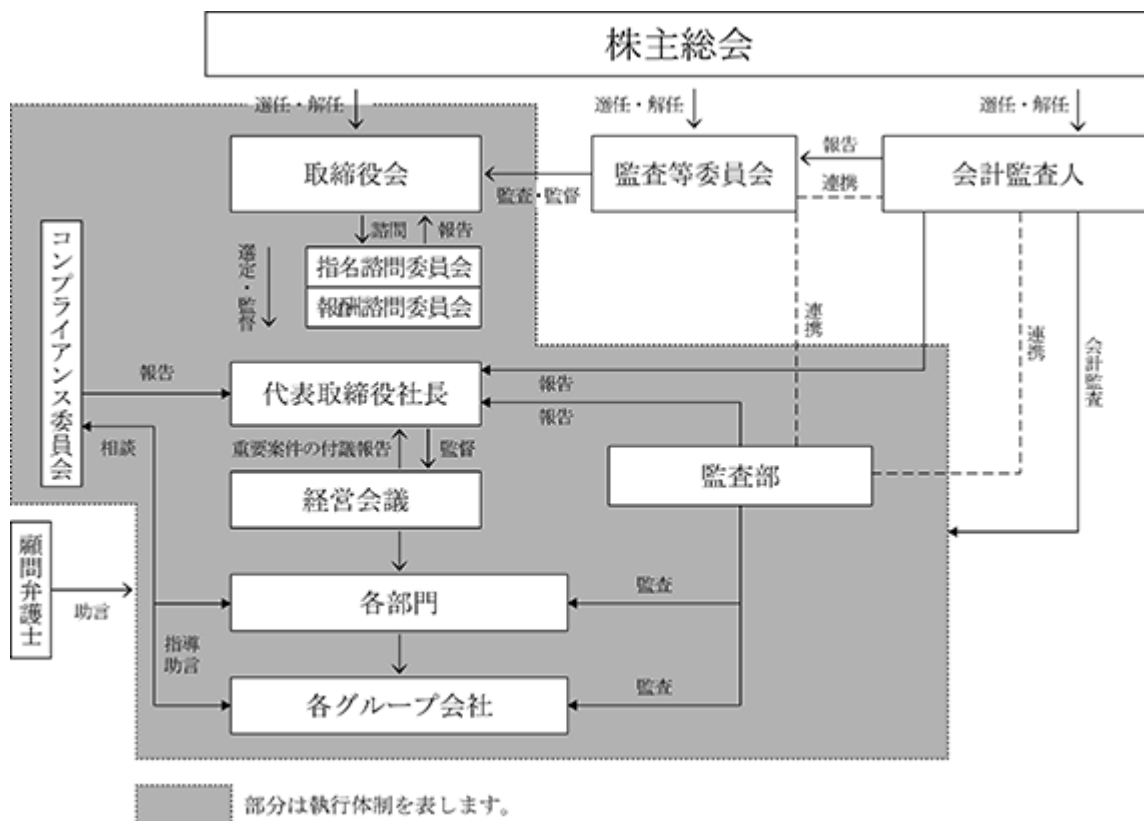 株主総会
選任・解任
選任・解任
選任・解任
取締役会
監査等委員会
会計監査人
報告
連携
監査・監督
諮問
報告
選定・監督
指名諮問委員会
報酬諮問委員会
コンプライアンス委員会
連携
連携
会計監査
報告
代表取締役社長
報告
報告
相談
重要案件の付議報告
監督
経営会議
監査部
顧問弁護士
助言
各部門
監査
指導
助言
各グループ会社
監査
部分は執行体制を表します。